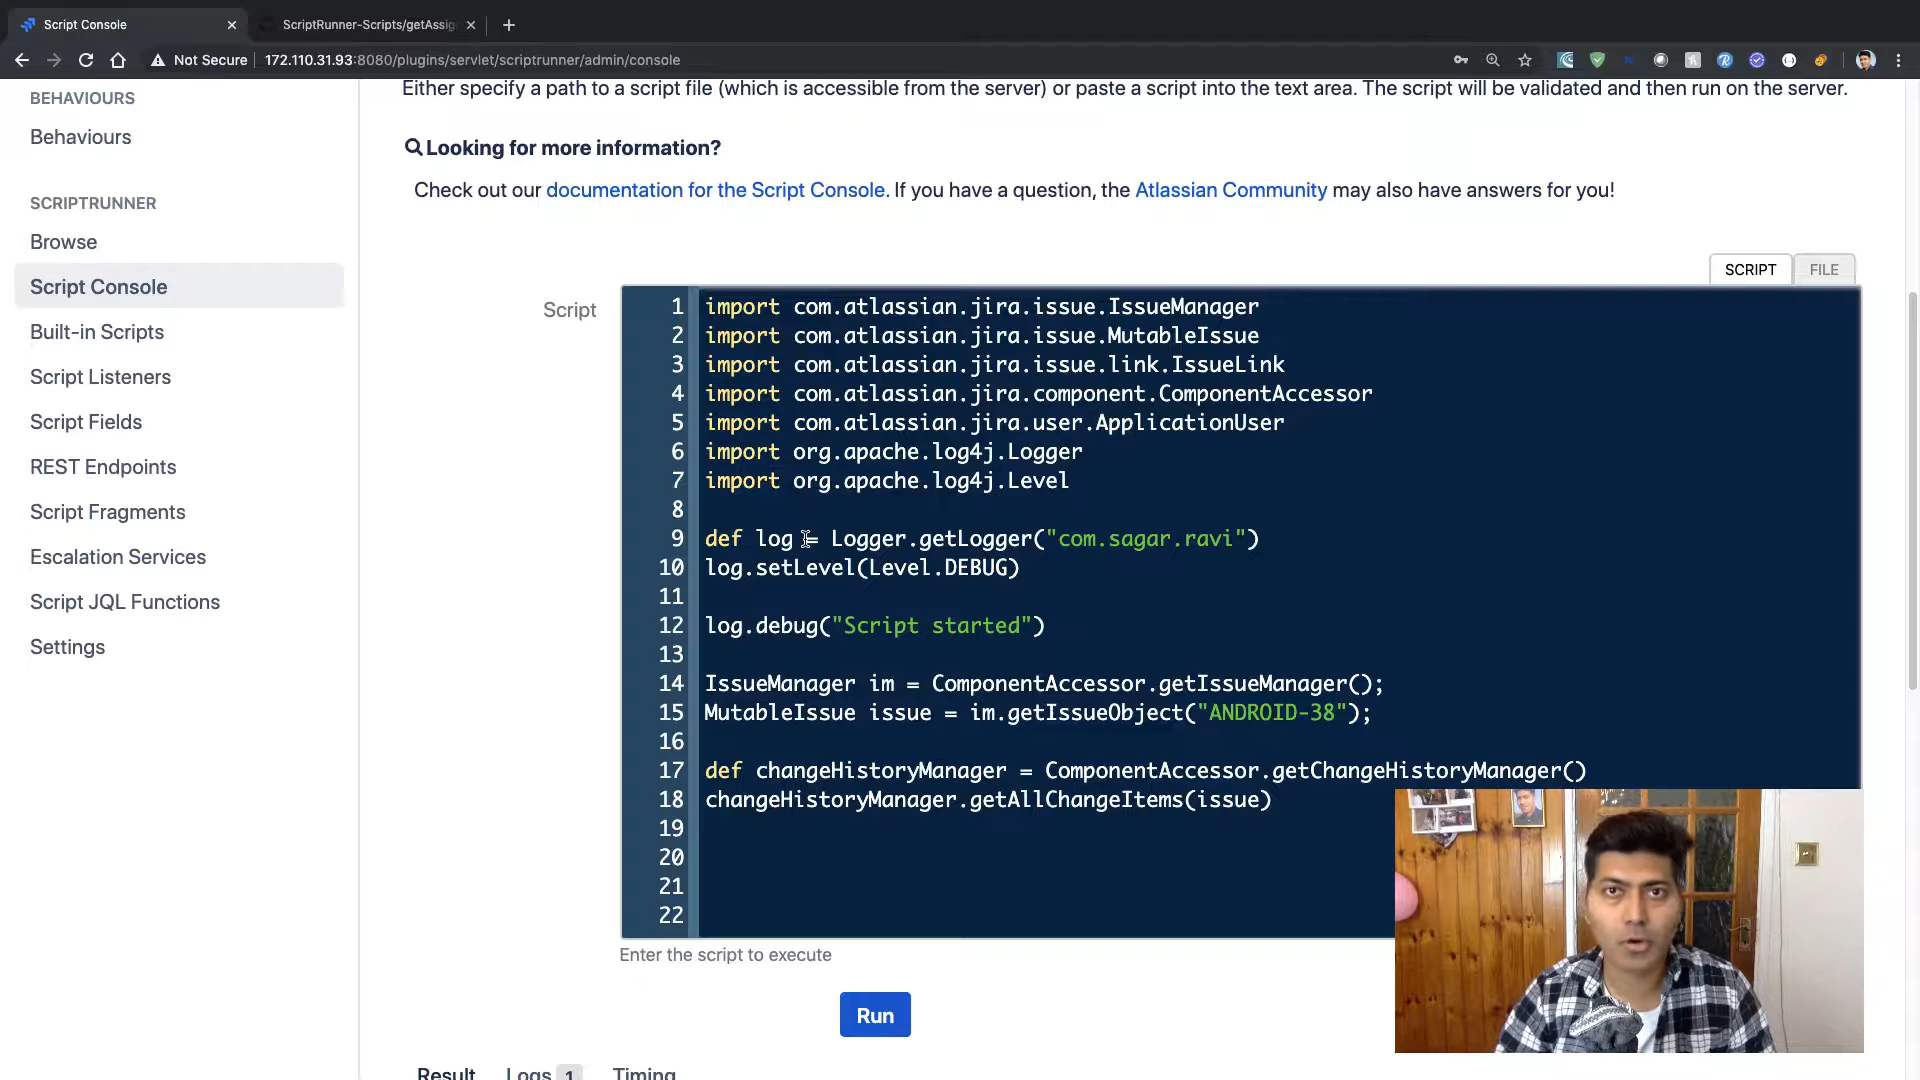 Script Console
ScriptRunner-Scripts/getAssig
Not Secure
172.110.31.93:8080/plugins/servlet/scriptrunner/admin/console
BEHAVIOURS
Behaviours
SCRIPTRUNNER
Browse
Script Console
Built-in Scripts
Script Listeners
Script Fields
REST Endpoints
Script Fragments
Escalation Services
Script JQL Functions
Settings
Either specify a path to a script file (which is accessible from the server) or paste a script into the text area. The script will be validated and then run on the server.
Looking for more information?
Check out our documentation for the Script Console. If you have a question, the Atlassian Community may also have answers for you!
SCRIPT FILE
Script
1 import com.atlassian.jira.issue.IssueManager
2 import com.atlassian.jira.issue.MutableIssue
3 import com.atlassian.jira.issue.link.IssueLink
4 import com.atlassian.jira.component.ComponentAccessor
5 import com.atlassian.jira.user.ApplicationUser
6 import org.apache.log4j.Logger
7 import org.apache.log4j.Level
8
9 def log = Logger.getLogger("com.sagar.ravi")
10 log.setLevel(Level.DEBUG)
11
12 log.debug("Script started")
13
14 IssueManager im = ComponentAccessor.getIssueManager();
15 MutableIssue issue = im.getIssueObject("ANDROID-38");
16
17 def changeHistoryManager = ComponentAccessor.getChangeHistoryManager()
18 changeHistoryManager.getAllChangeItems(issue)
19
20
21
22
Enter the script to execute
Run
Result Logs 1 Timing